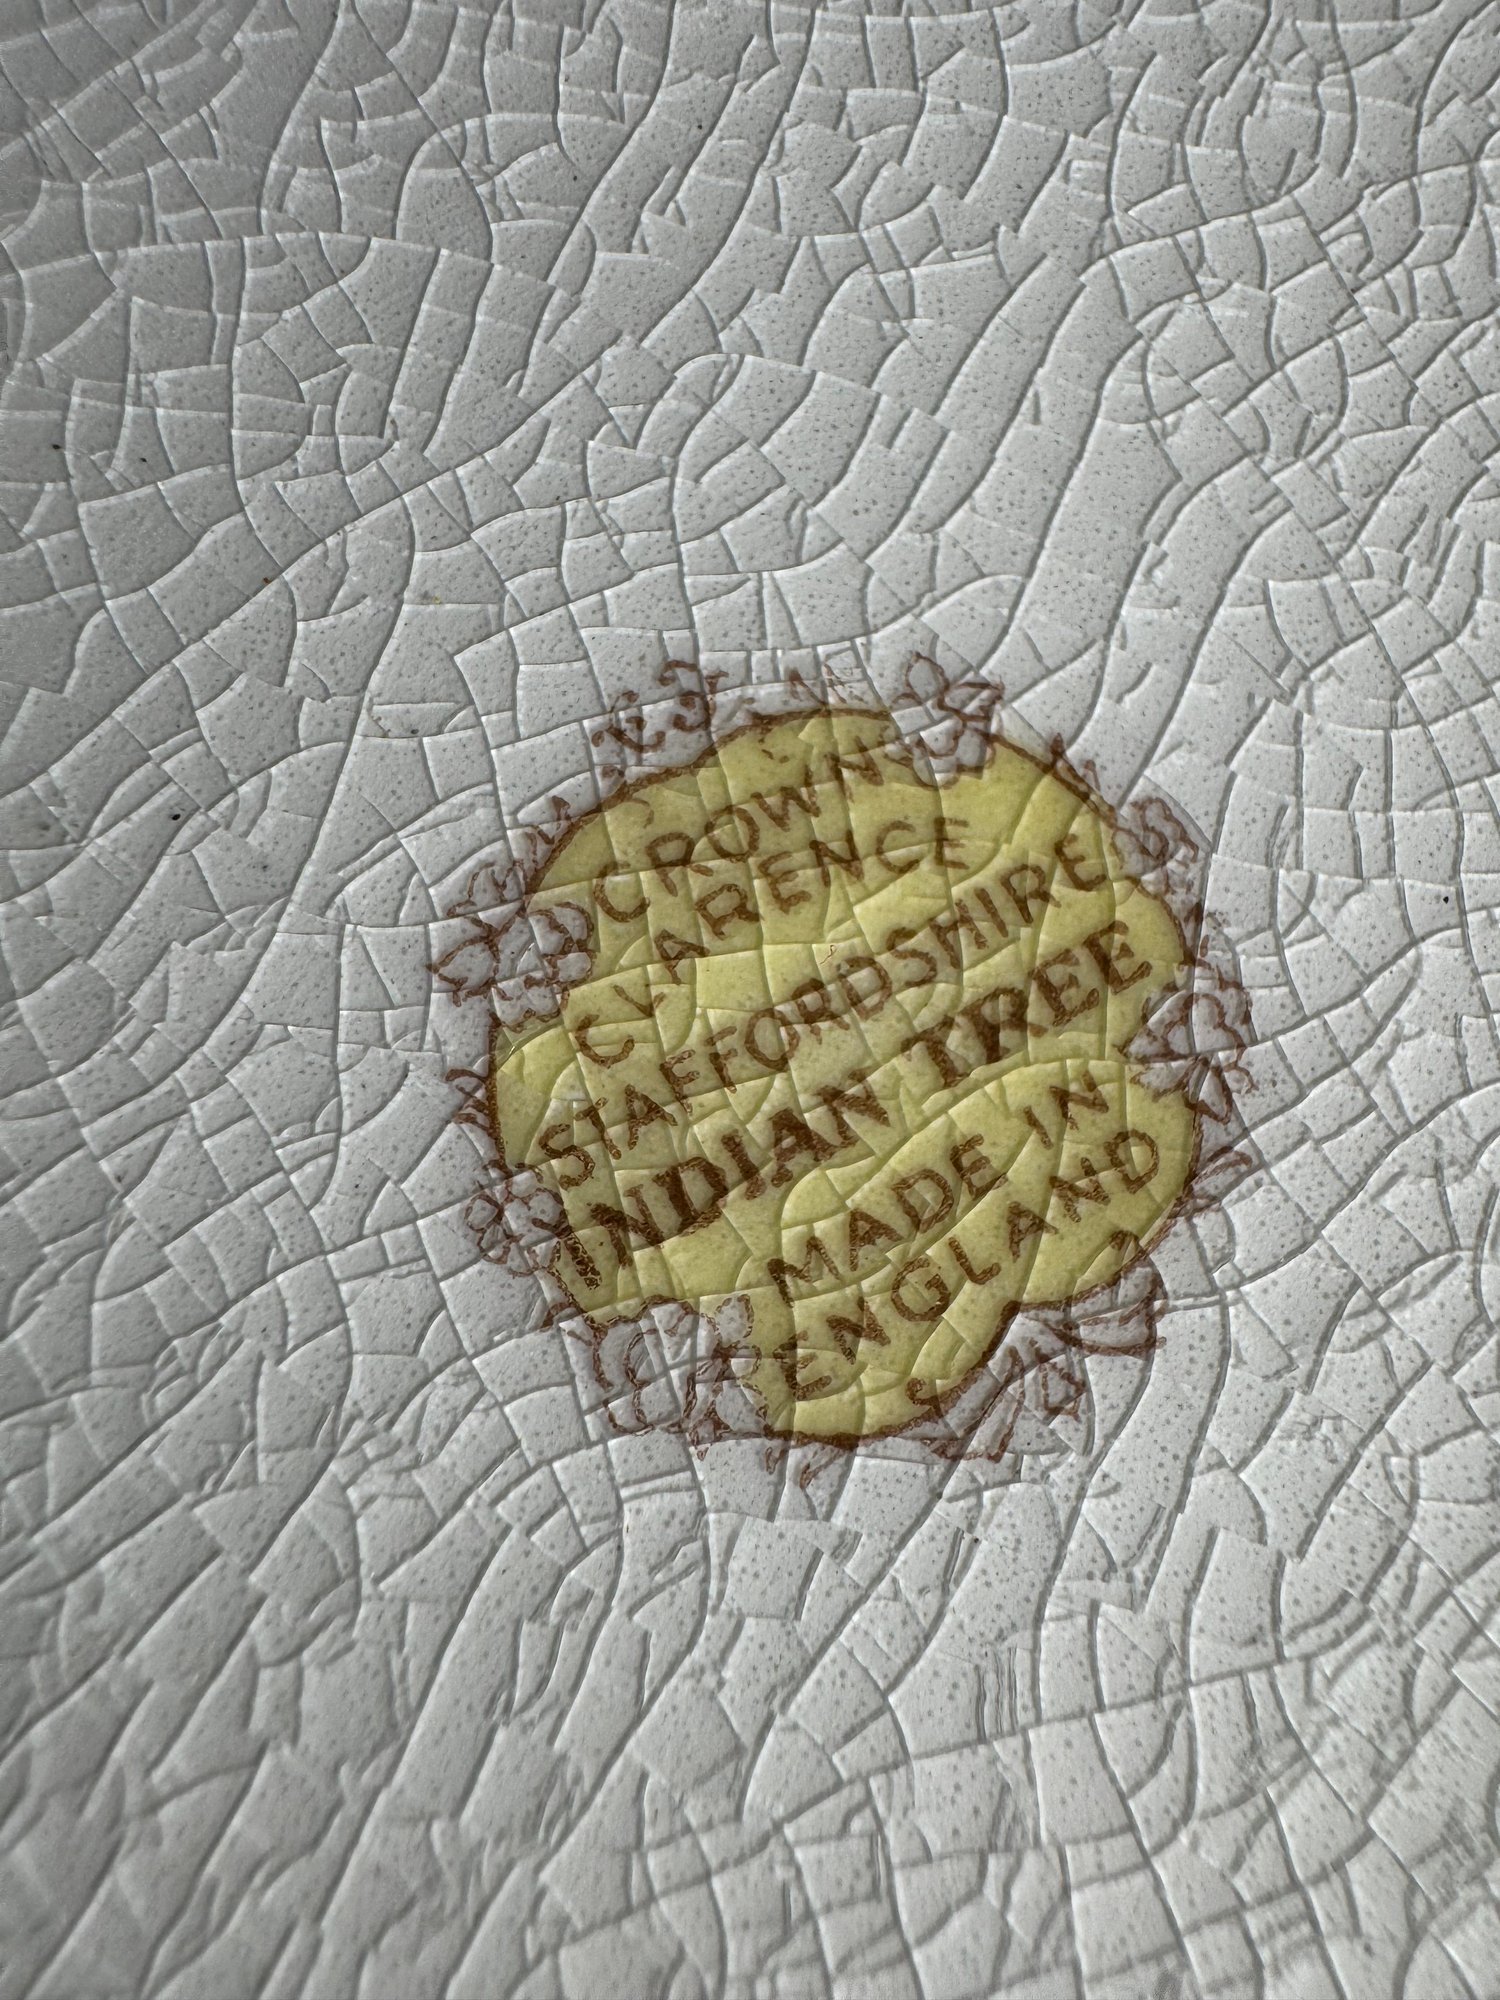 CROWN
CLARENCE
STAFFORDSHIRE
INDIAN TREE
MADE IN
ENGLAND